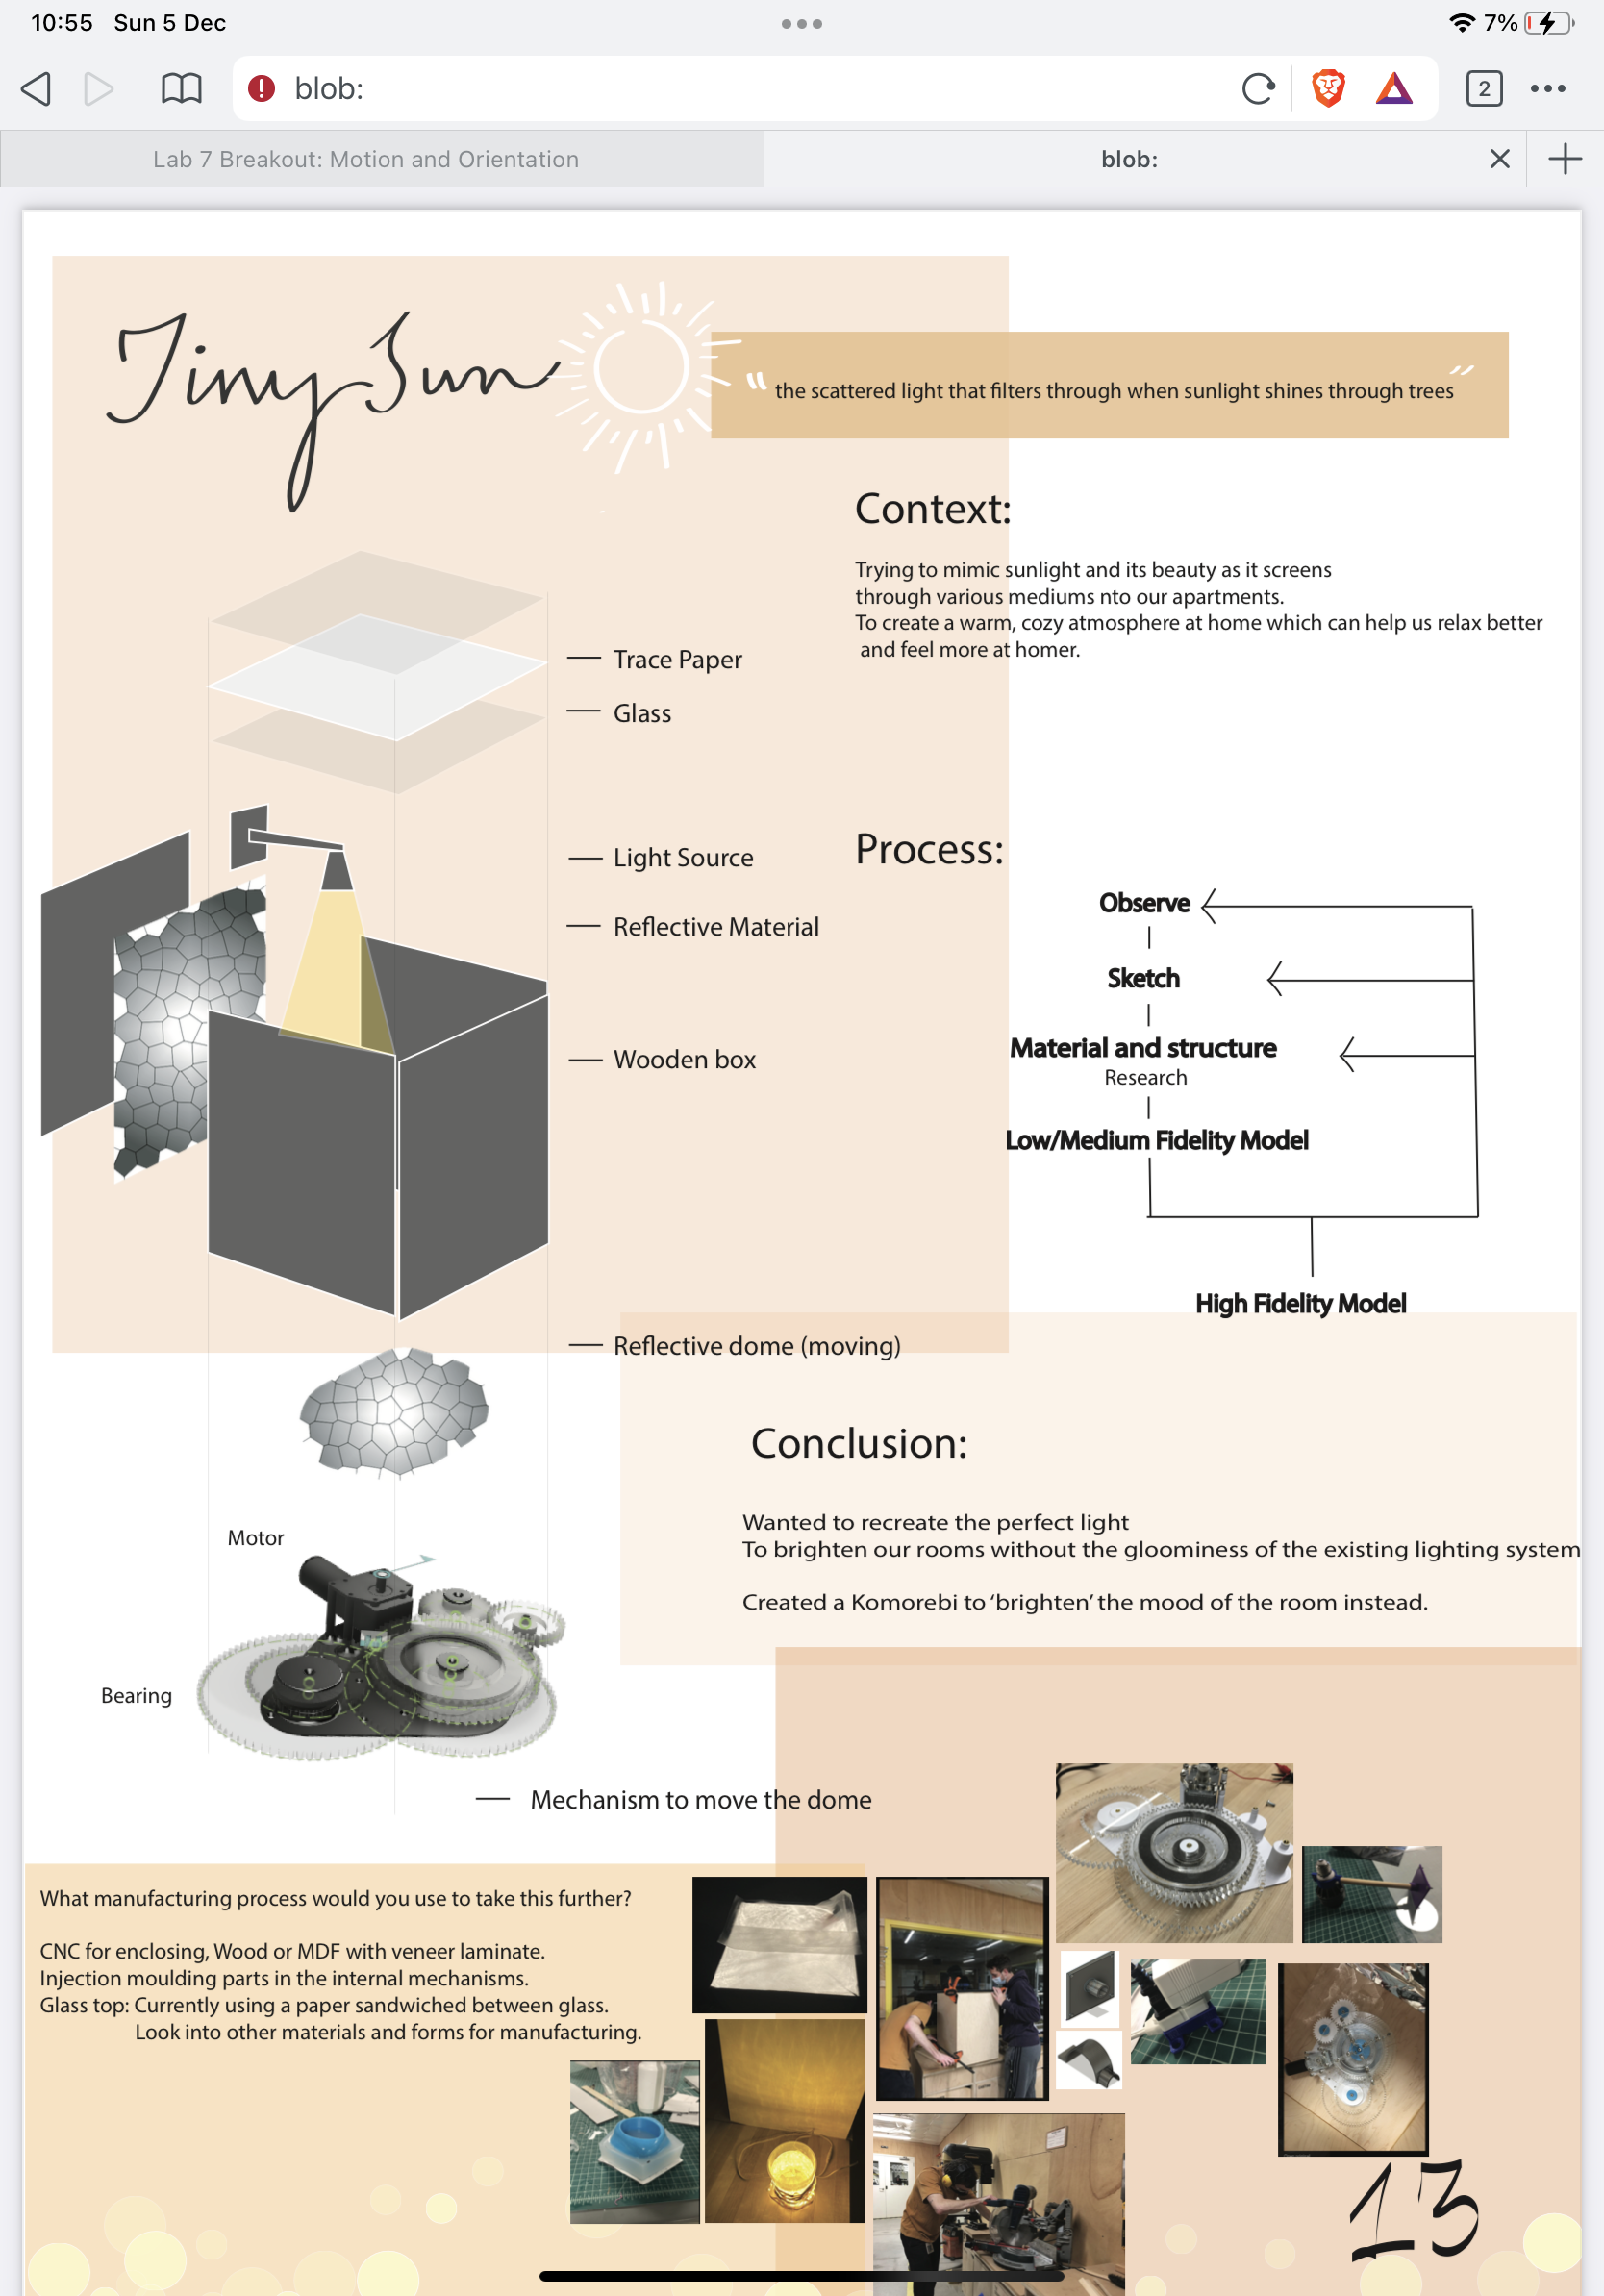 10:55 Sun 5 Dec
7%
blob:
2
Lab 7 Breakout: Motion and Orientation
blob:
Tiny Sun
“ the scattered light that filters through when sunlight shines through trees ”
Context:
Trying to mimic sunlight and its beauty as it screens
through various mediums nto our apartments.
To create a warm, cozy atmosphere at home which can help us relax better
and feel more at homer.
Trace Paper
Glass
Light Source
Reflective Material
Wooden box
Reflective dome (moving)
Process:
Observe
Sketch
Material and structure
Research
Low/Medium Fidelity Model
High Fidelity Model
Conclusion:
Wanted to recreate the perfect light
To brighten our rooms without the gloominess of the existing lighting system
Created a Komorebi to ‘brighten’ the mood of the room instead.
Motor
Bearing
Mechanism to move the dome
What manufacturing process would you use to take this further?
CNC for enclosing, Wood or MDF with veneer laminate.
Injection moulding parts in the internal mechanisms.
Glass top: Currently using a paper sandwiched between glass.
Look into other materials and forms for manufacturing.
13